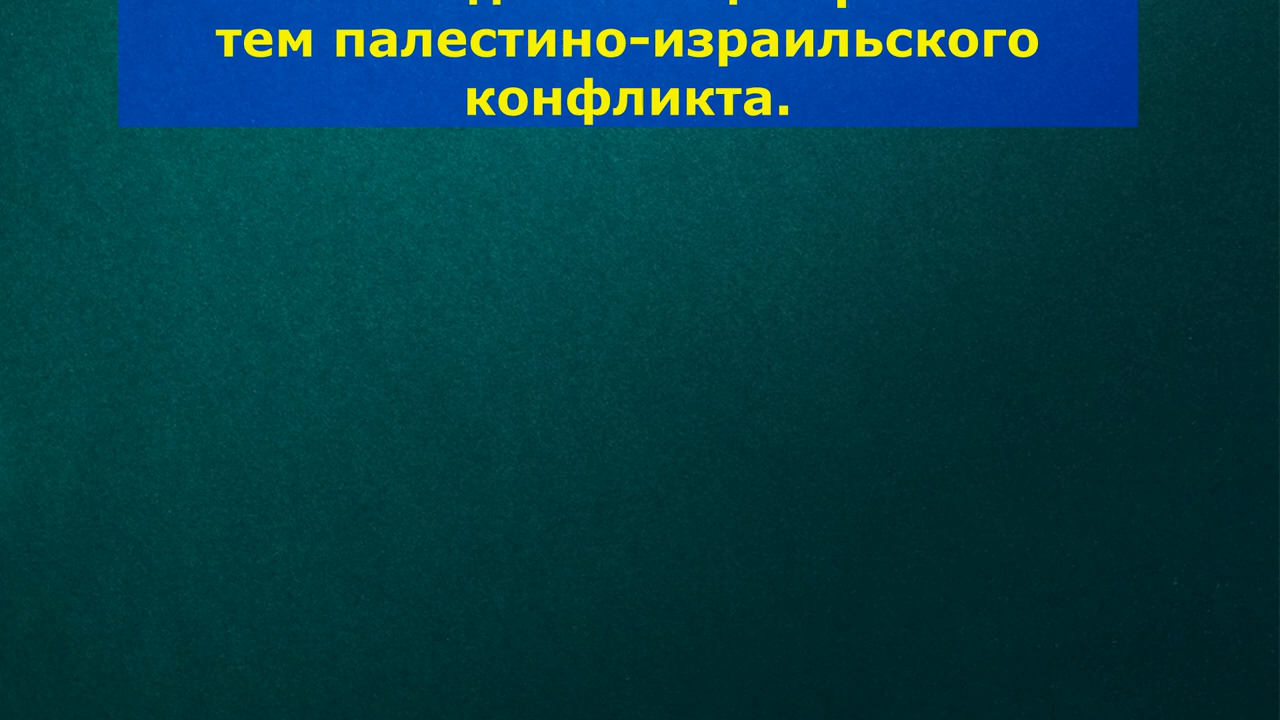 тем палестино-израильского
конфликта.